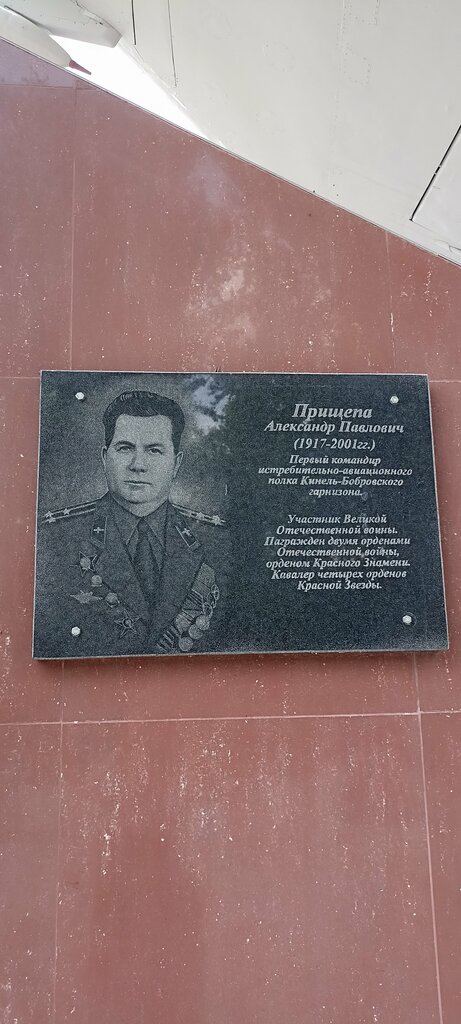 Прищепа
Александр Павлович
(1917-2001гг.)
Первый командир
истребительно-авиационного
полка Кинель-Бобровского
гарнизона.
Участник Великой
Отечественной войны.
Награжден двумя орденами
Отечественной войны,
орденом Красного Знамени.
Кавалер четырех орденов
Красной Звезды.